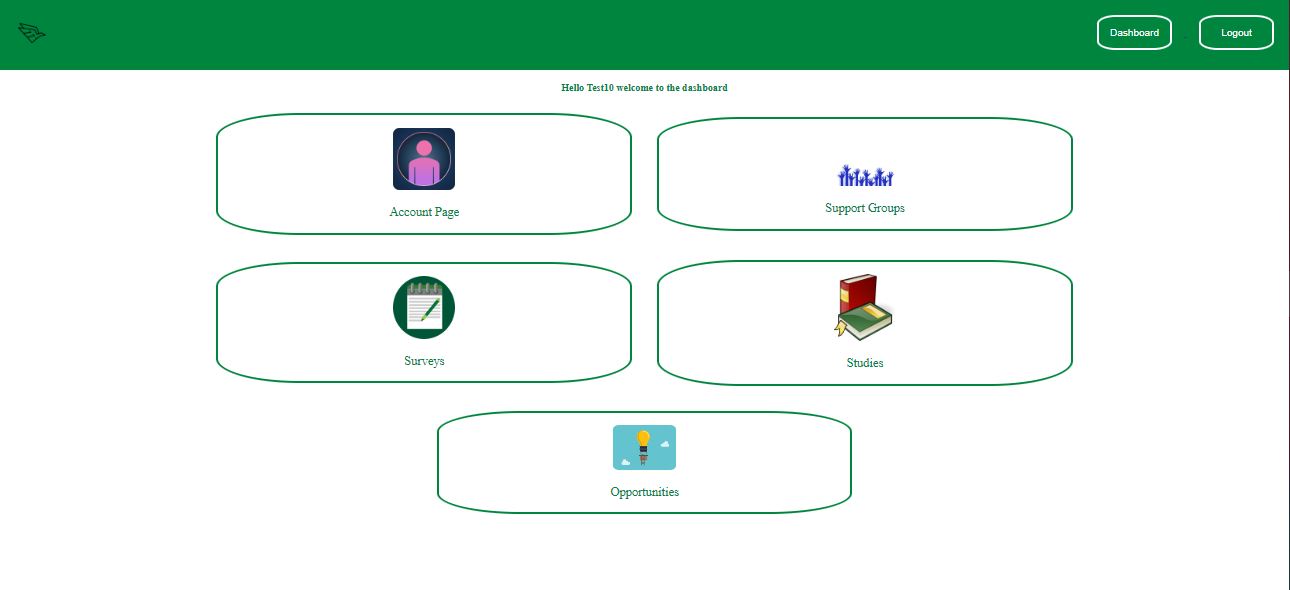 Dashboard
Logout
Hello Test10 welcome to the dashboard
Account Page
Support Groups
Surveys
Studies
Opportunities